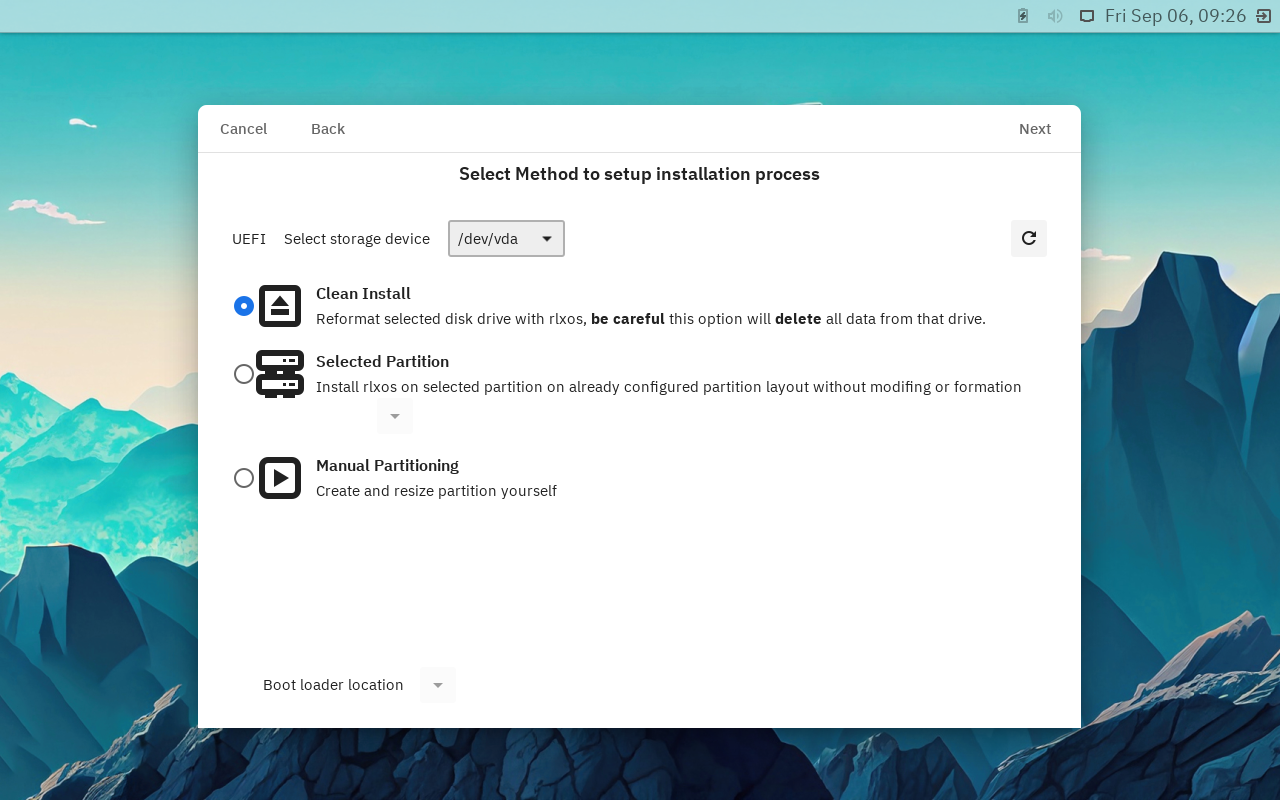 Fri Sep 06, 09:26
Cancel Back Next
Select Method to setup installation process
UEFI Select storage device /dev/vda
Clean Install
Reformat selected disk drive with rlxos, be careful this option will delete all data from that drive.
Selected Partition
Install rlxos on selected partition on already configured partition layout without modifing or formation
Manual Partitioning
Create and resize partition yourself
Boot loader location